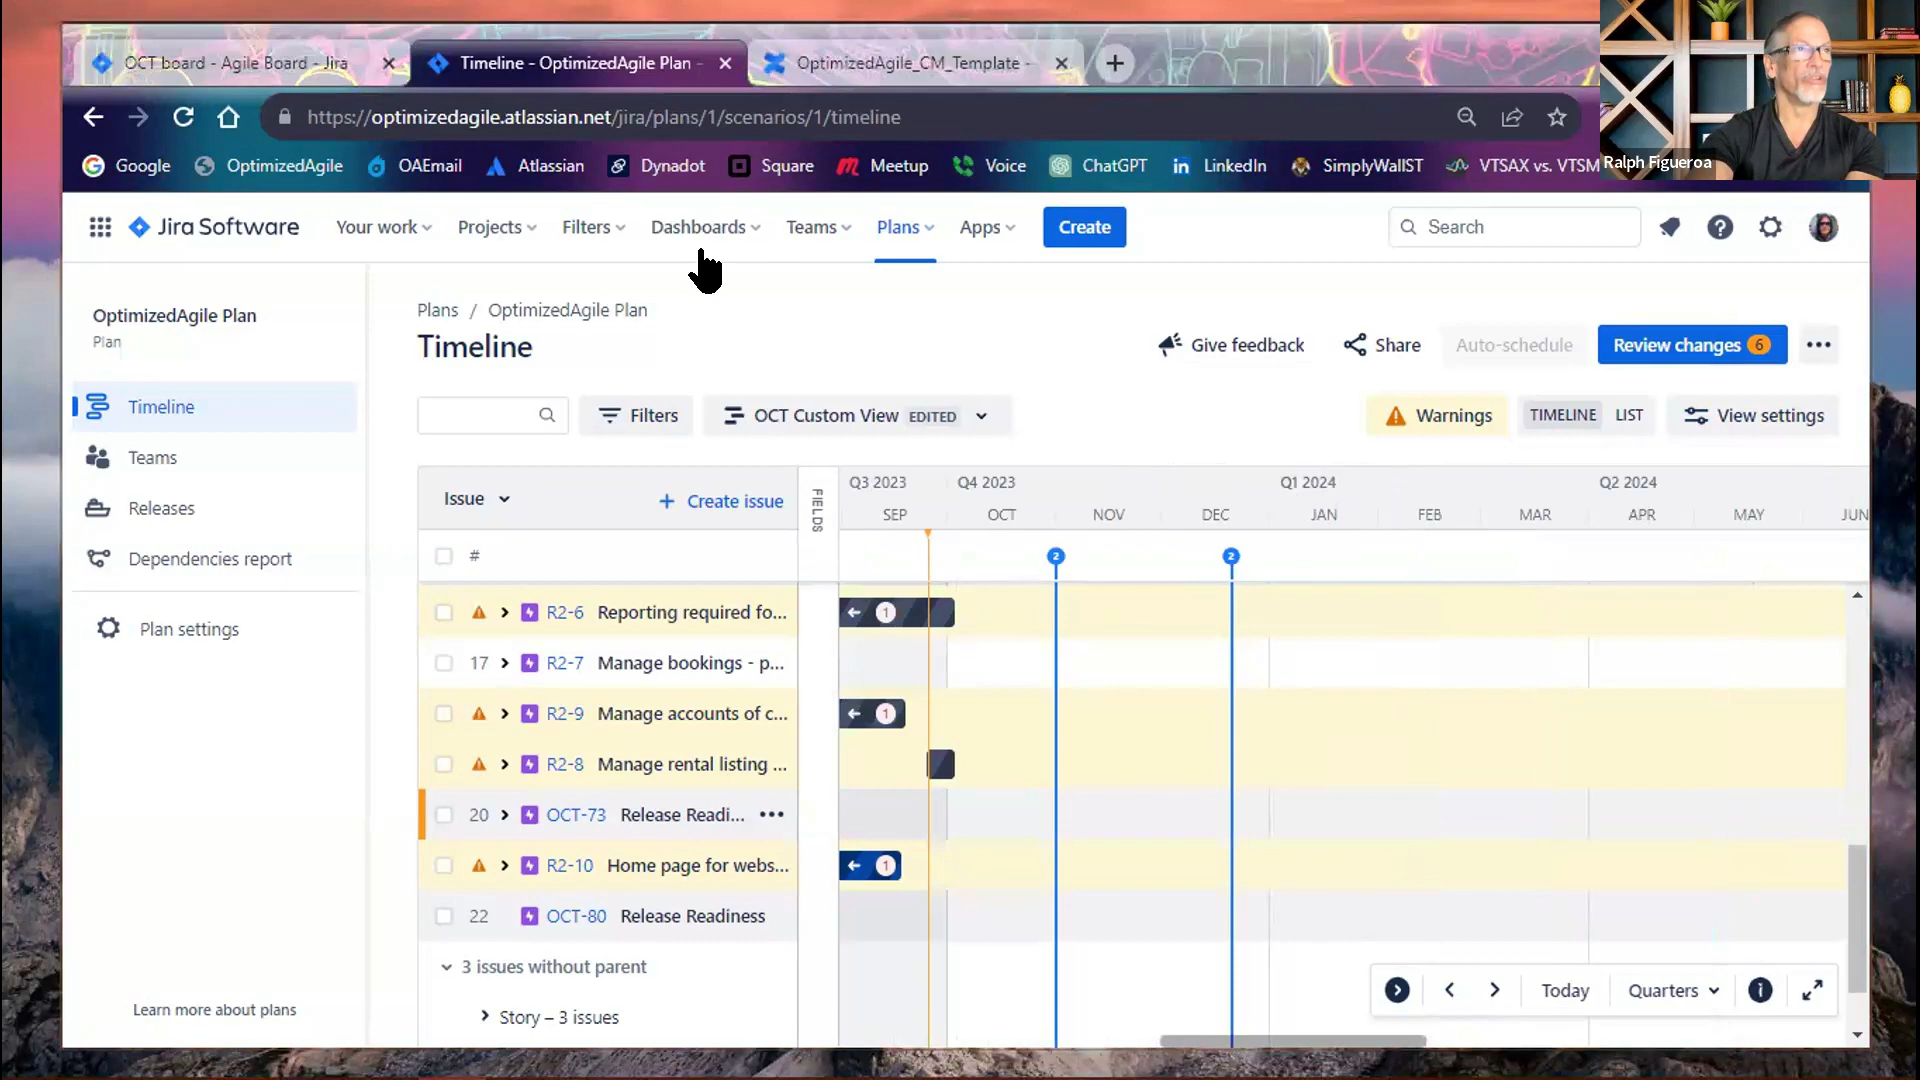 OCT board - Agile Board - Jira
Timeline - OptimizedAgile Plan -
OptimizedAgile_CM_Template -
https://optimizedagile.atlassian.net/jira/plans/1/scenarios/1/timeline
Google OptimizedAgile OAEmail Atlassian Dynadot Square Meetup Voice ChatGPT LinkedIn SimplyWallST VTSAX vs. VTSM
Ralph Figueroa
Jira Software Your work Projects Filters Dashboards Teams Plans Apps Create Search
OptimizedAgile Plan
Plan
Timeline
Teams
Releases
Dependencies report
Plan settings
Learn more about plans
Plans / OptimizedAgile Plan
Timeline
Give feedback Share Auto-schedule Review changes 6
Filters OCT Custom View EDITED Warnings TIMELINE LIST View settings
Issue + Create issue FIELDS
Q3 2023 Q4 2023 Q1 2024 Q2 2024
SEP OCT NOV DEC JAN FEB MAR APR MAY JUN
#
2 2
R2-6 Reporting required fo... 1
17 R2-7 Manage bookings - p...
R2-9 Manage accounts of c... 1
R2-8 Manage rental listing ...
20 OCT-73 Release Readi...
R2-10 Home page for webs... 1
22 OCT-80 Release Readiness
3 issues without parent
Story – 3 issues
Today Quarters